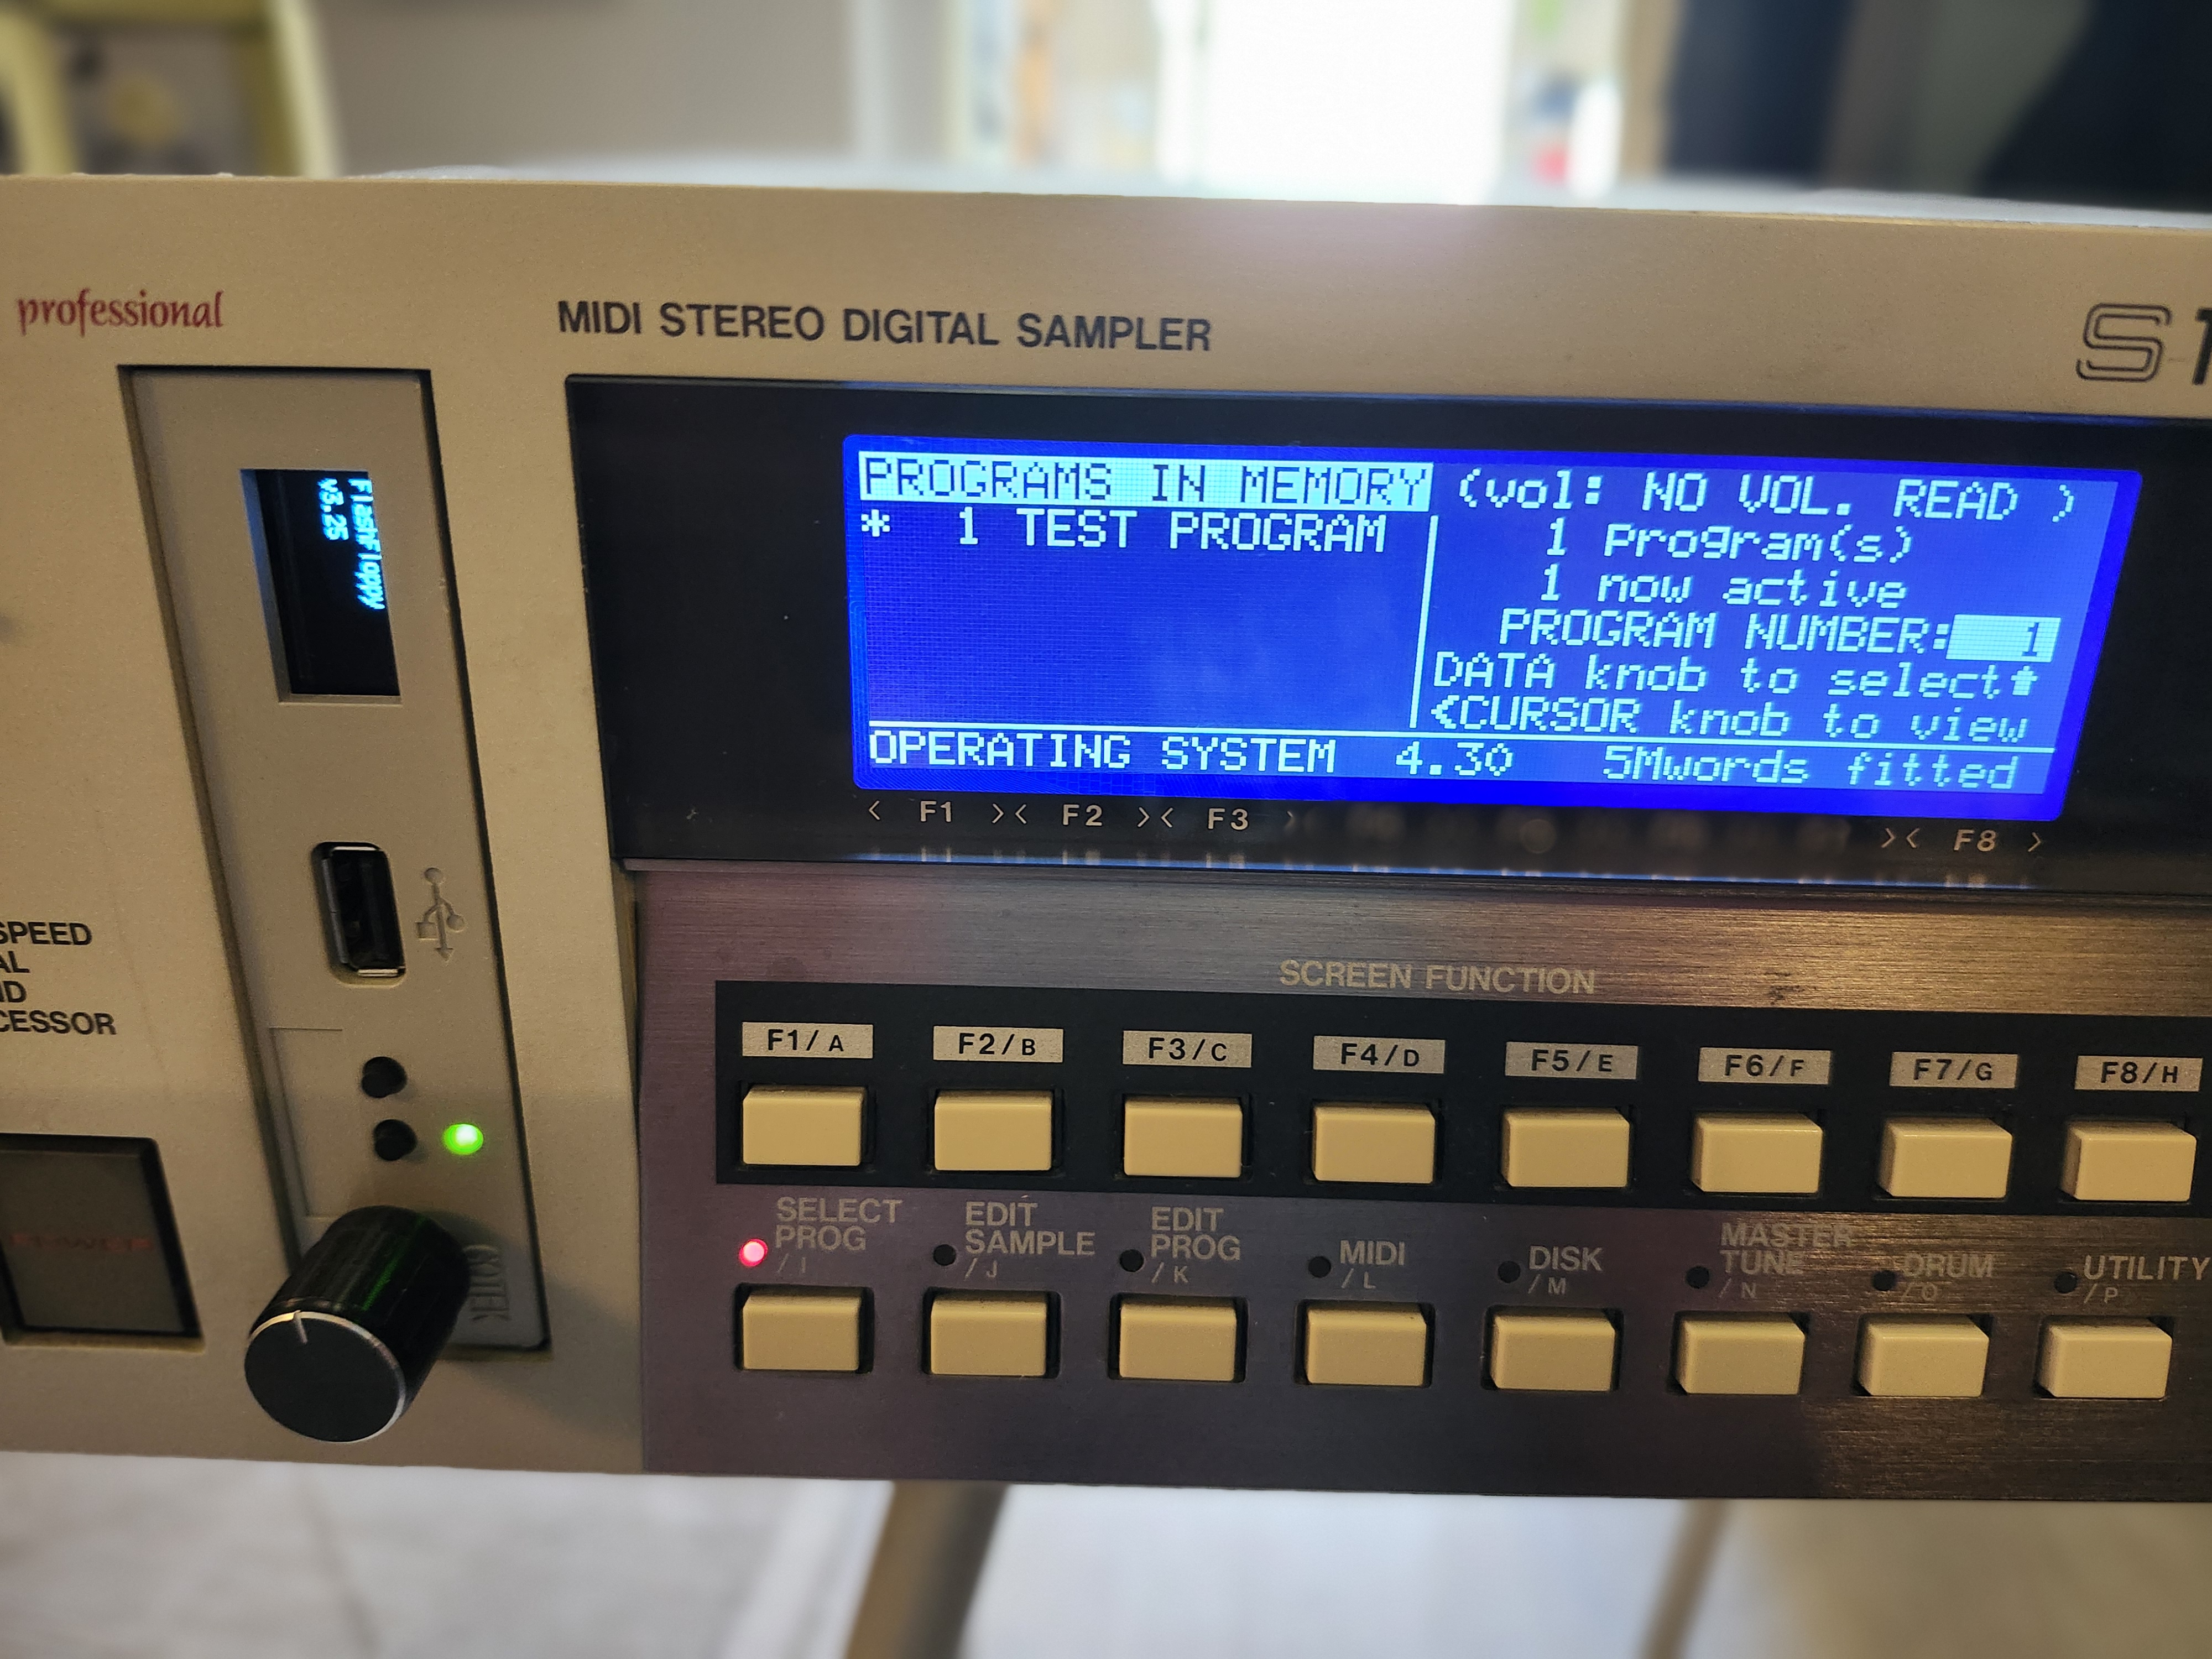 professional
MIDI STEREO DIGITAL SAMPLER
S1
FlashFloppy
v3.25
PROGRAMS IN MEMORY (vol: NO VOL. READ )
* 1 TEST PROGRAM
1 Program(s)
1 now active
PROGRAM NUMBER: 1
DATA knob to select#
<CURSOR knob to view
OPERATING SYSTEM 4.30 5Mwords fitted
< F1 >< F2 >< F3 >
>< F8 >
SPEED
AL
ND
CESSOR
SCREEN FUNCTION
F1/A F2/B F3/C F4/D F5/E F6/F F7/G F8/H
SELECT PROG /I
EDIT SAMPLE /J
EDIT PROG /K
MIDI /L
DISK /M
MASTER TUNE /N
DRUM /O
UTILITY /P
POWER
GOTEK